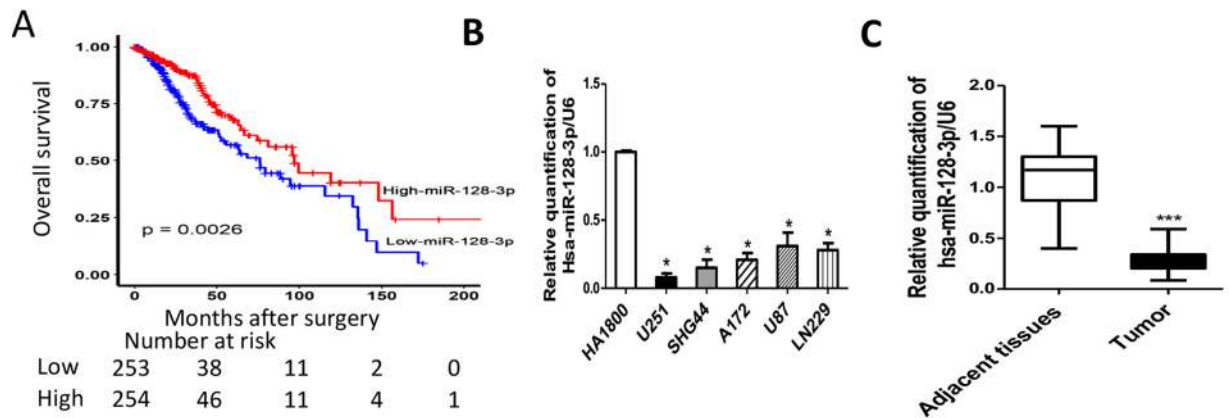 A
Overall survival
1.00
0.75
0.50
0.25
0.00
High-miR-128-3p
Low-miR-128-3p
p = 0.0026
0 50 100 150 200
Months after surgery
Number at risk
Low 253 38 11 2 0
High 254 46 11 4 1
B
Relative quantification of
Hsa-miR-128-3p/U6
1.5
1.0
0.5
0.0
* * * * *
HA1800 U251 SHG44 A172 U87 LN229
C
Relative quantification of
hsa-miR-128-3p/U6
2.0
1.5
1.0
0.5
0.0
***
Adjacent tissues
Tumor